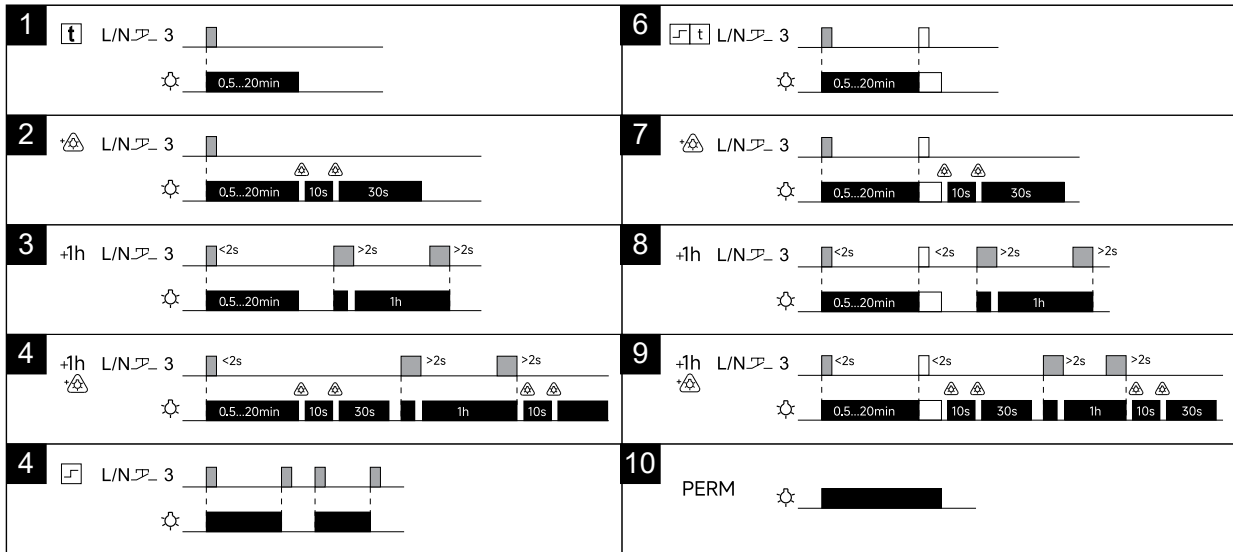 1
t L/N 3
0.5...20min
2
+ L/N 3
0.5...20min 10s 30s
3
+1h L/N 3 <2s >2s >2s
0.5...20min 1h
4
+1h L/N 3 <2s >2s >2s
+
0.5...20min 10s 30s 1h 10s
4
L/N 3
6
t L/N 3
0.5...20min
7
+ L/N 3
0.5...20min 10s 30s
8
+1h L/N 3 <2s <2s >2s >2s
0.5...20min 1h
9
+1h L/N 3 <2s <2s >2s >2s
+
0.5...20min 10s 30s 1h 10s 30s
10
PERM